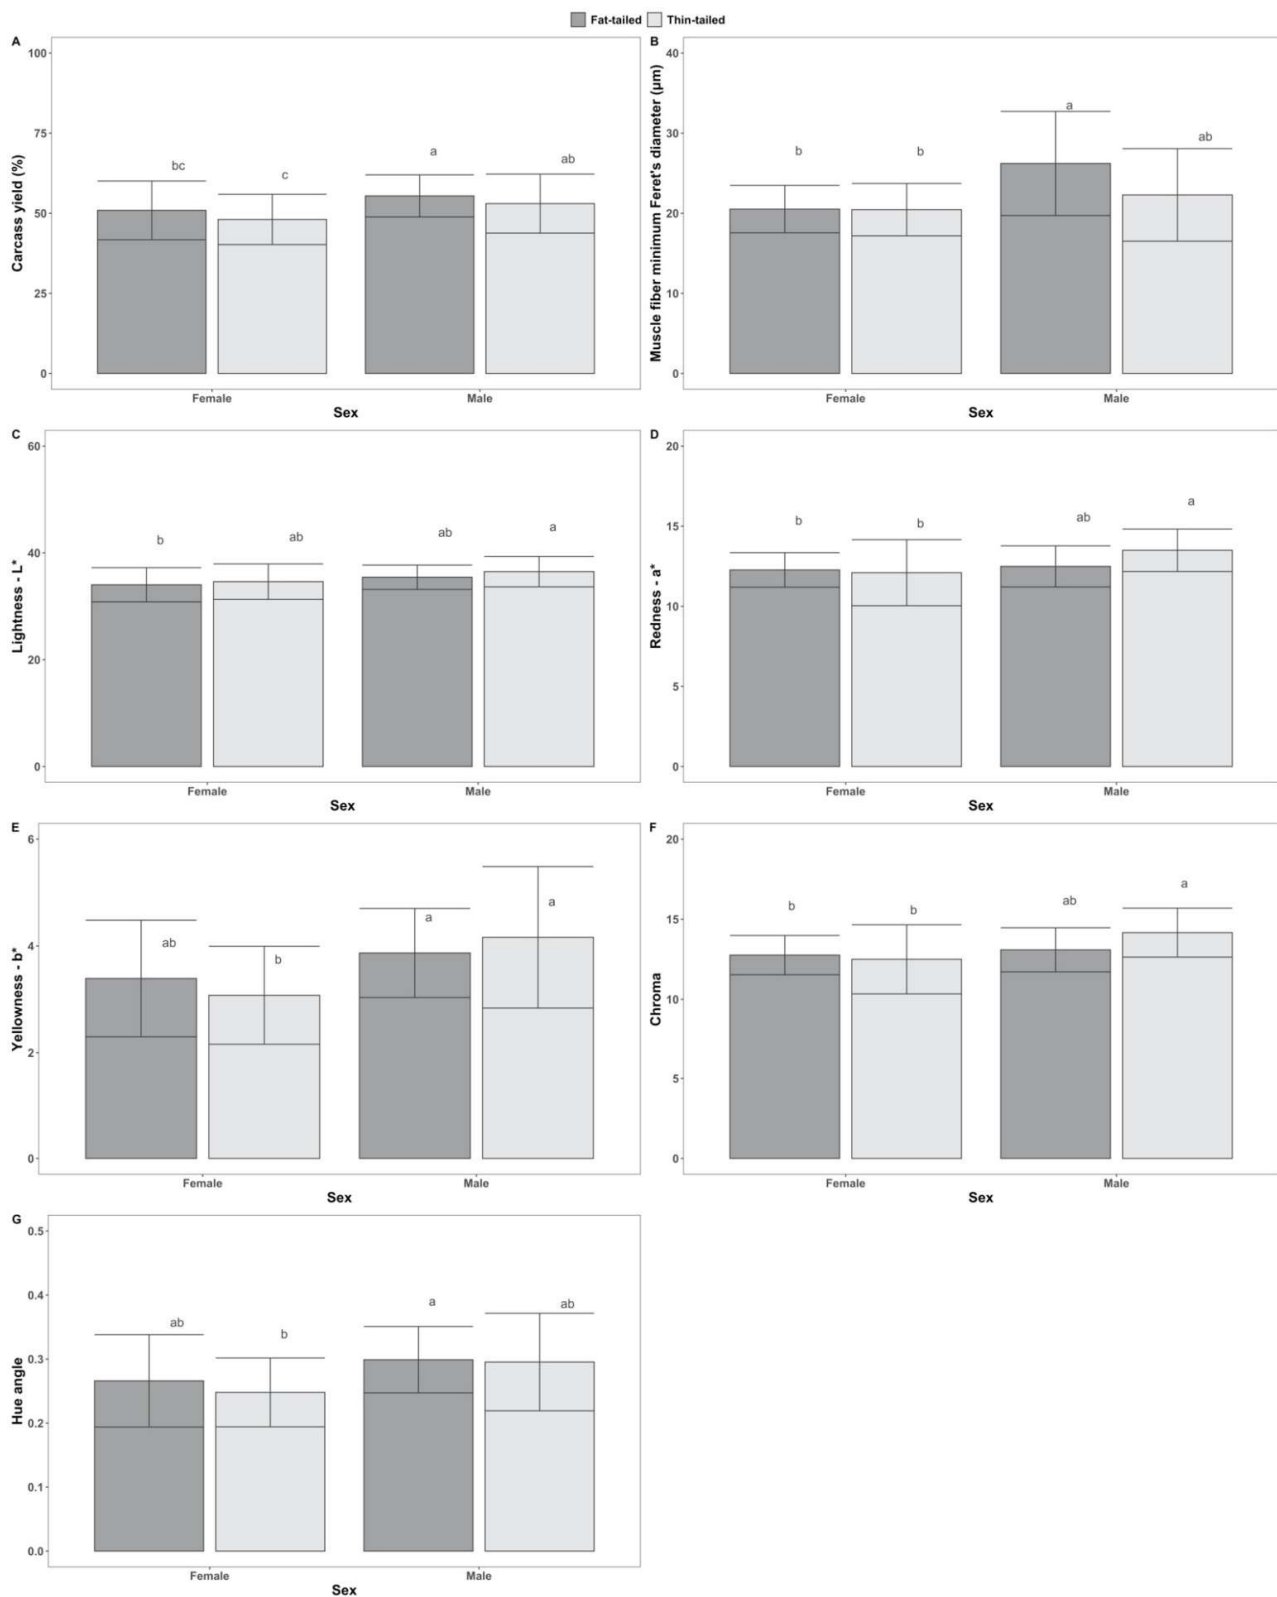 Fat-tailed Thin-tailed
A
100
75
50
25
0
Carcass yield (%)
bc
c
a
ab
Female Male
Sex
B
40
30
20
10
0
Muscle fiber minimum Feret's diameter (µm)
b
b
a
ab
Female Male
Sex
C
60
40
20
0
Lightness - L*
b
ab
ab
a
Female Male
Sex
D
20
15
10
5
0
Redness - a*
b
b
ab
a
Female Male
Sex
E
6
4
2
0
Yellowness - b*
ab
b
a
a
Female Male
Sex
F
20
15
10
5
0
Chroma
b
b
ab
a
Female Male
Sex
G
0.5
0.4
0.3
0.2
0.1
0.0
Hue angle
ab
b
a
ab
Female Male
Sex